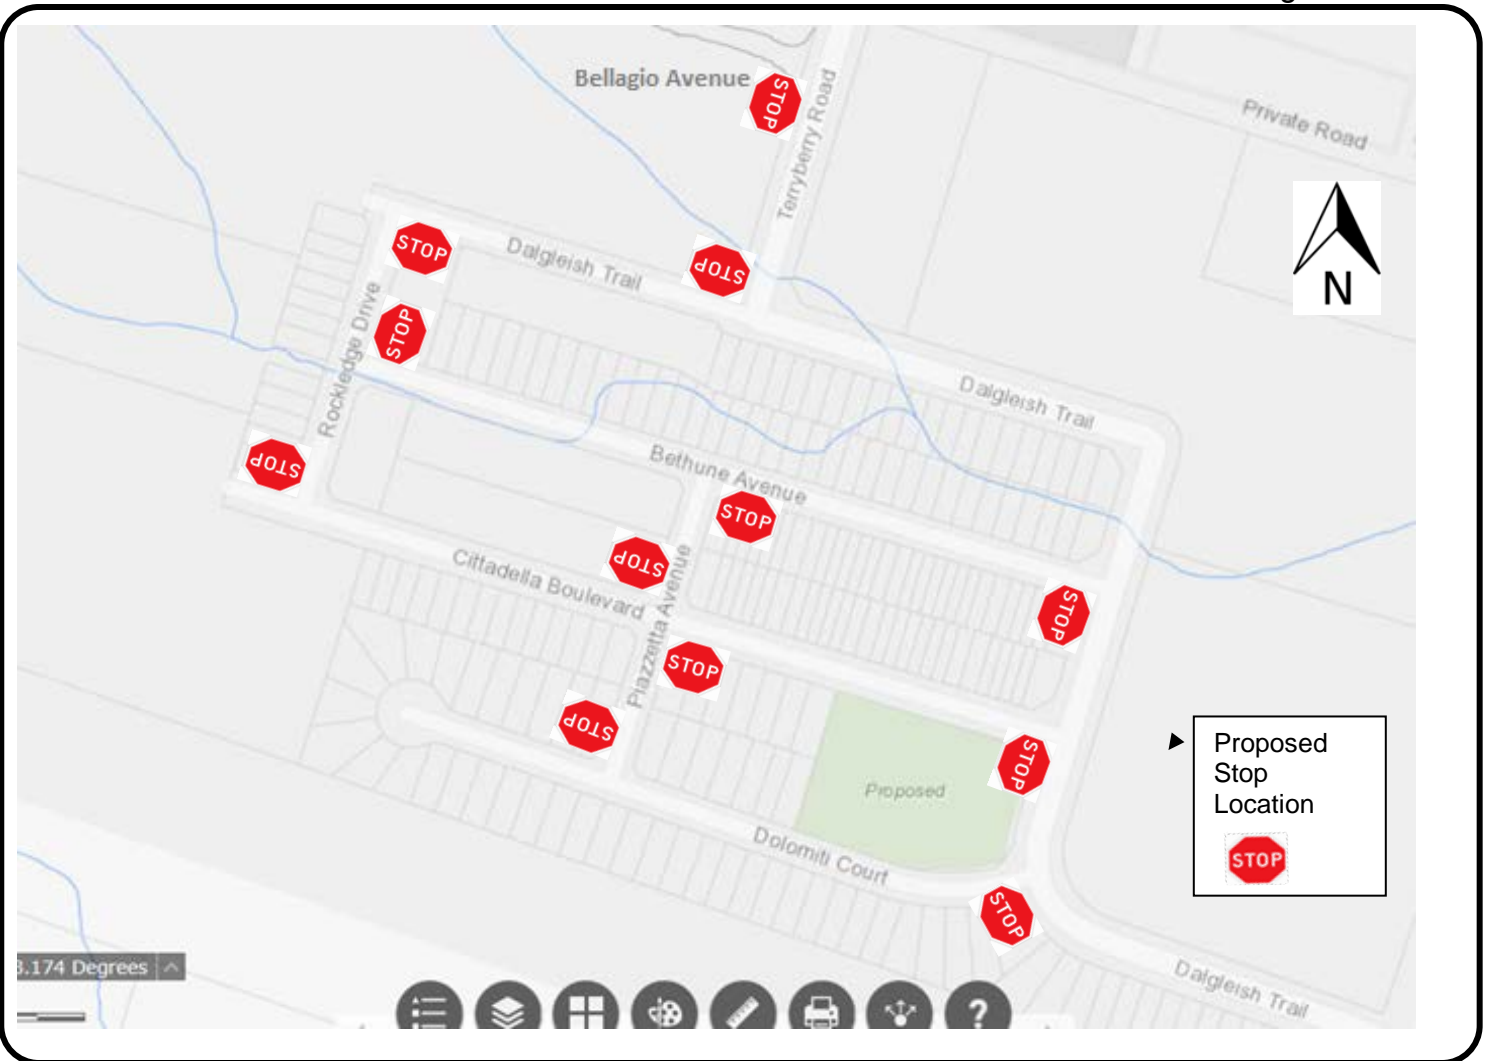 Bellagio Avenue
STOP
Terryberry Road
Private Road
STOP
Dalgleish Trail
STOP
N
Rockledge Drive
STOP
Dalgleish Trail
STOP
Bethune Avenue
STOP
STOP
Cittadella Boulevard
Piazzetta Avenue
STOP
STOP
STOP
STOP
Proposed
Stop
Location
STOP
Proposed
Dolomiti Court
STOP
.174 Degrees
Dalgleish Trail
?